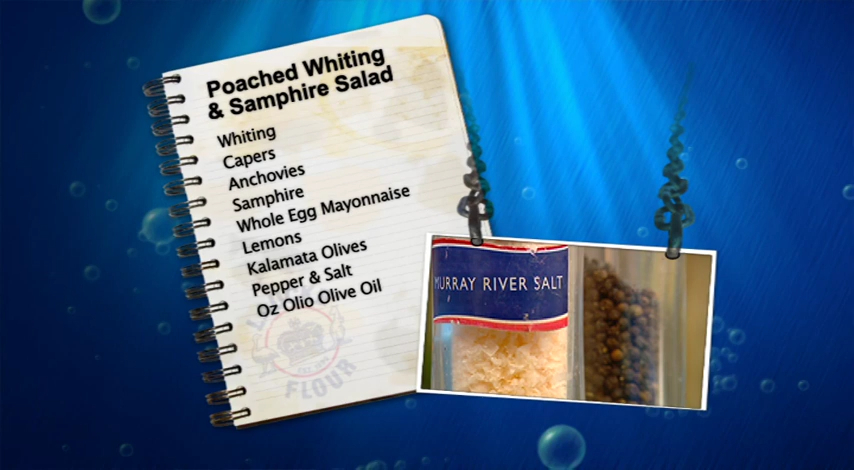 Poached Whiting
& Samphire Salad
Whiting
Capers
Anchovies
Samphire
Whole Egg Mayonnaise
Lemons
Kalamata Olives
Pepper & Salt
Oz Olio Olive Oil
FLOUR
MURRAY RIVER SALT